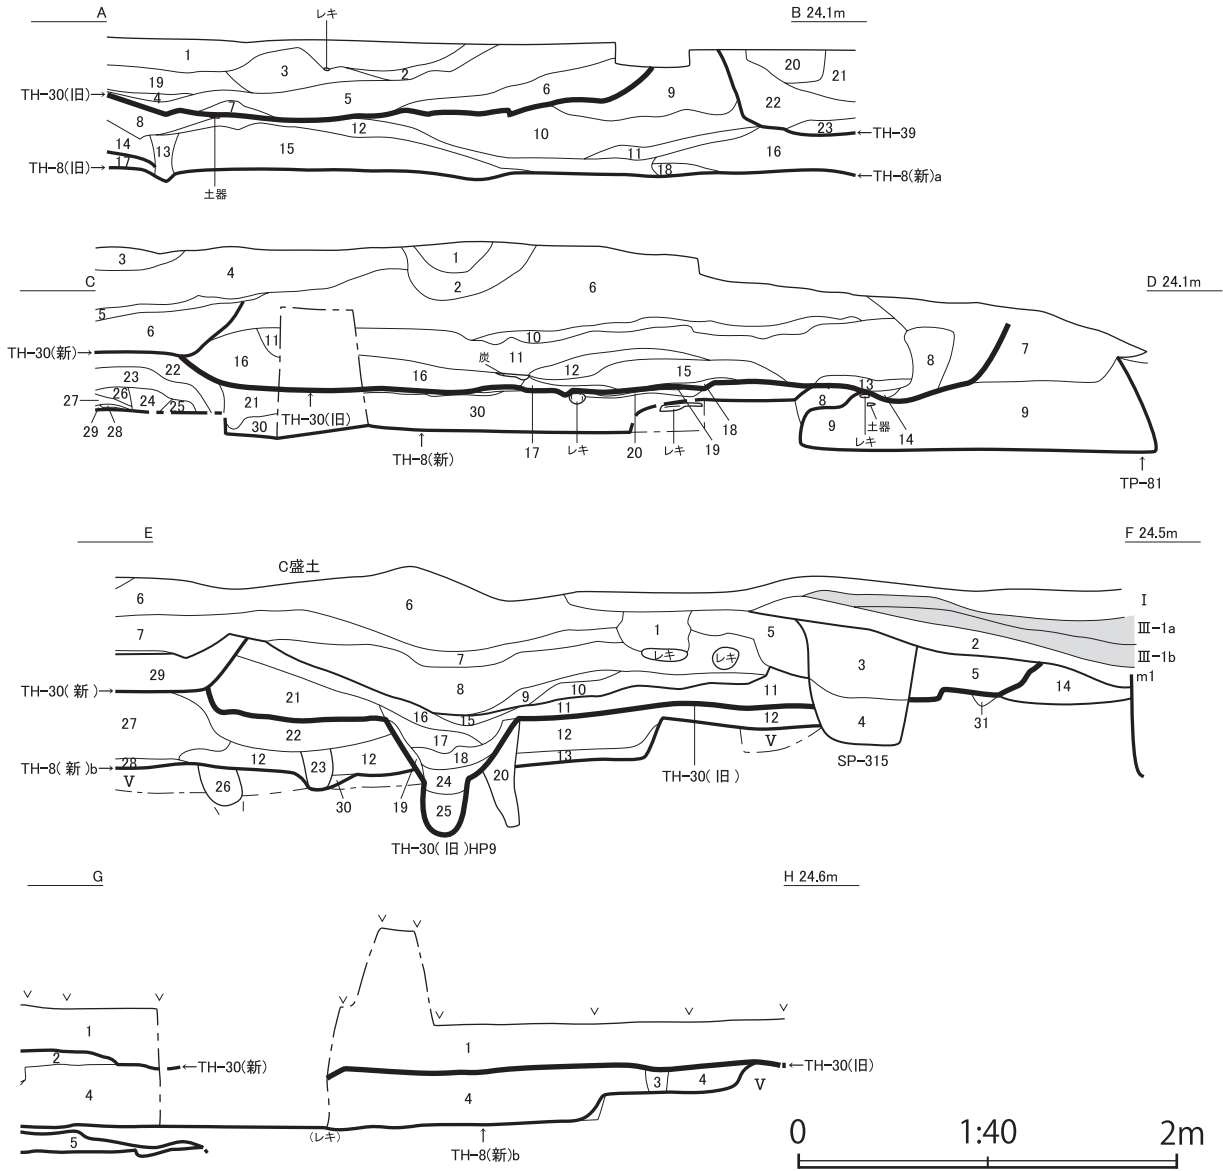 A
レキ
B 24.1m
1
3
2
20
21
19
TH-30(旧)→
4
7
5
6
9
22
8
12
10
23
←TH-39
14
13
15
11
16
17
18
TH-8(旧)→
土器
←TH-8(新)a
3
4
1
2
6
C
D 24.1m
5
6
11
10
7
TH-30(新)→
16
炭
11
8
22
16
12
15
13
23
26
24
25
21
TH-30(旧)
30
8
27
30
9
土器
9
29
28
TH-8(新)
17
レキ
20
レキ
19
18
レキ
14
TP-81
E
F 24.5m
C盛土
6
6
1
5
I
Ⅲ-1a
7
7
レキ
レキ
3
2
Ⅲ-1b
m1
29
8
9
10
11
5
14
TH-30(新)→
21
16
15
11
31
27
22
17
12
12
4
V
28
12
23
12
18
13
TH-8(新)b→
V
26
30
19
24
20
TH-30(旧)
SP-315
25
TH-30(旧)HP9
G
H 24.6m
1
1
2
←TH-30(新)
←TH-30(旧)
4
4
3
4
V
5
(レキ)
TH-8(新)b
0
1:40
2m